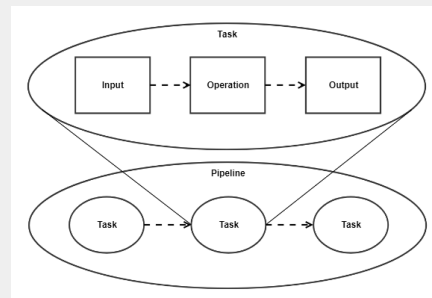 Task
Input
Operation
Output
Pipeline
Task
Task
Task